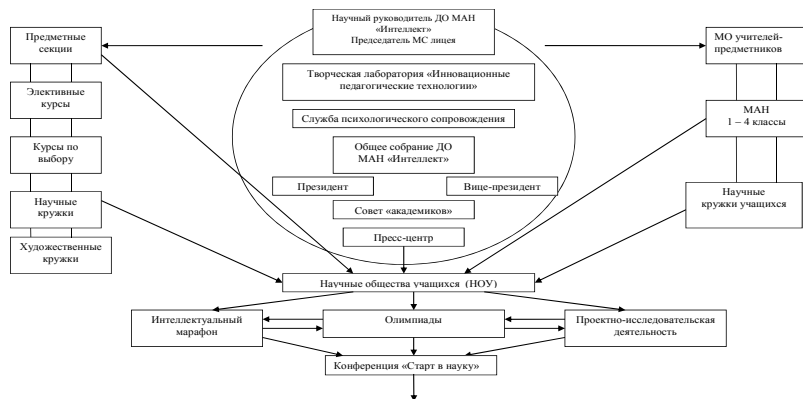 Научный руководитель ДО МАН
«Интеллект»
Председатель МС лицея
Предметные
секции
МО учителей-
предметников
Творческая лаборатория «Инновационные
педагогические технологии»
Элективные
курсы
МАН
1 – 4 классы
Служба психологического сопровождения
Курсы по
выбору
Общее собрание ДО
МАН «Интеллект»
Президент
Вице-президент
Научные
кружки
Научные
кружки учащихся
Совет «академиков»
Художественные
кружки
Пресс-центр
Научные общества учащихся (НОУ)
Интеллектуальный
марафон
Олимпиады
Проектно-исследовательская
деятельность
Конференция «Старт в науку»